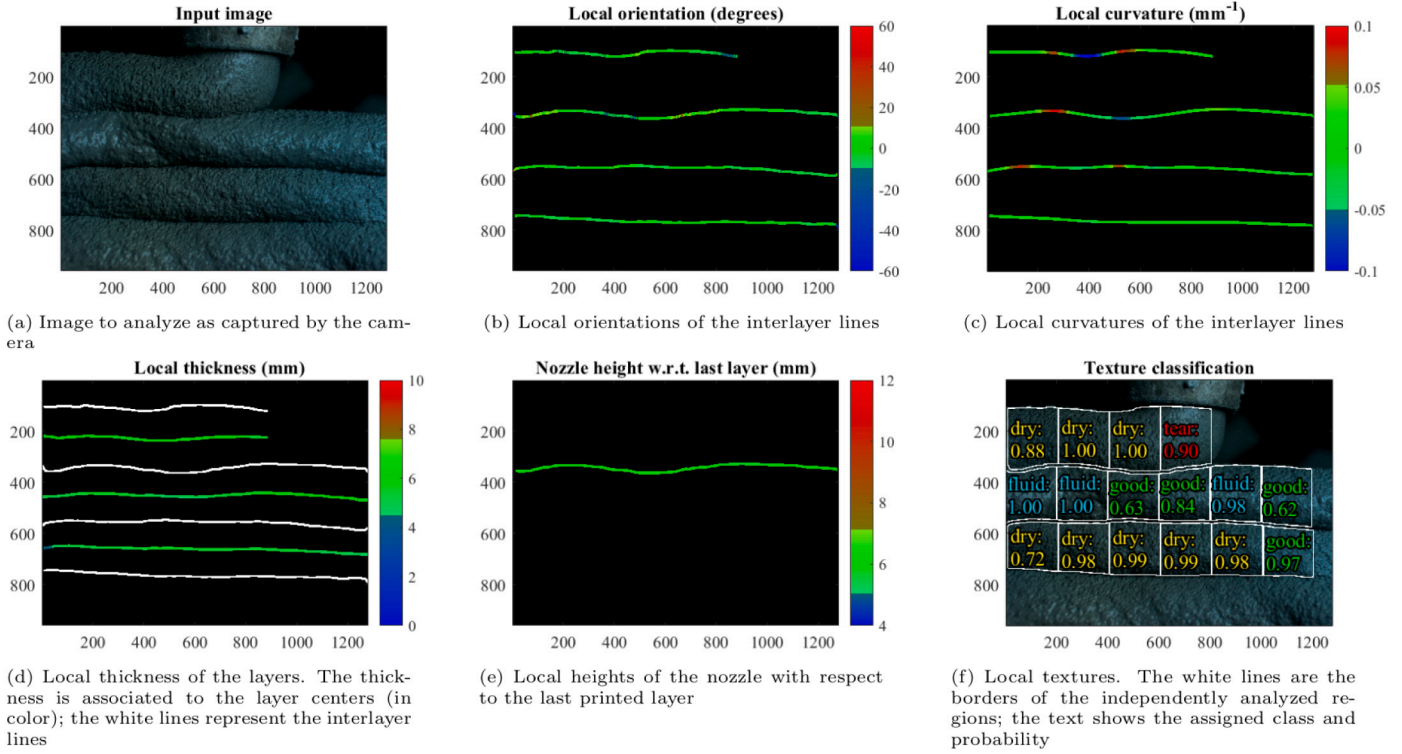 Input image
200
400
600
800
200 400 600 800 1000 1200
(a) Image to analyze as captured by the cam-
era
Local orientation (degrees)
200
400
600
800
200 400 600 800 1000 1200
60
40
20
0
-20
-40
-60
(b) Local orientations of the interlayer lines
Local curvature (mm⁻¹)
200
400
600
800
200 400 600 800 1000 1200
0.1
0.05
0
-0.05
-0.1
(c) Local curvatures of the interlayer lines
Local thickness (mm)
200
400
600
800
200 400 600 800 1000 1200
10
8
6
4
2
0
(d) Local thickness of the layers. The thick-
ness is associated to the layer centers (in
color); the white lines represent the interlayer
lines
Nozzle height w.r.t. last layer (mm)
200
400
600
800
200 400 600 800 1000 1200
12
10
8
6
4
(e) Local heights of the nozzle with respect
to the last printed layer
Texture classification
200
400
600
800
dry: dry: dry: tear:
0.88 1.00 1.00 0.90
fluid: fluid: good: good: fluid: good:
1.00 1.00 0.63 0.84 0.98 0.62
dry: dry: dry: dry: dry: good:
0.72 0.98 0.99 0.99 0.98 0.97
200 400 600 800 1000 1200
(f) Local textures. The white lines are the
borders of the independently analyzed re-
gions; the text shows the assigned class and
probability